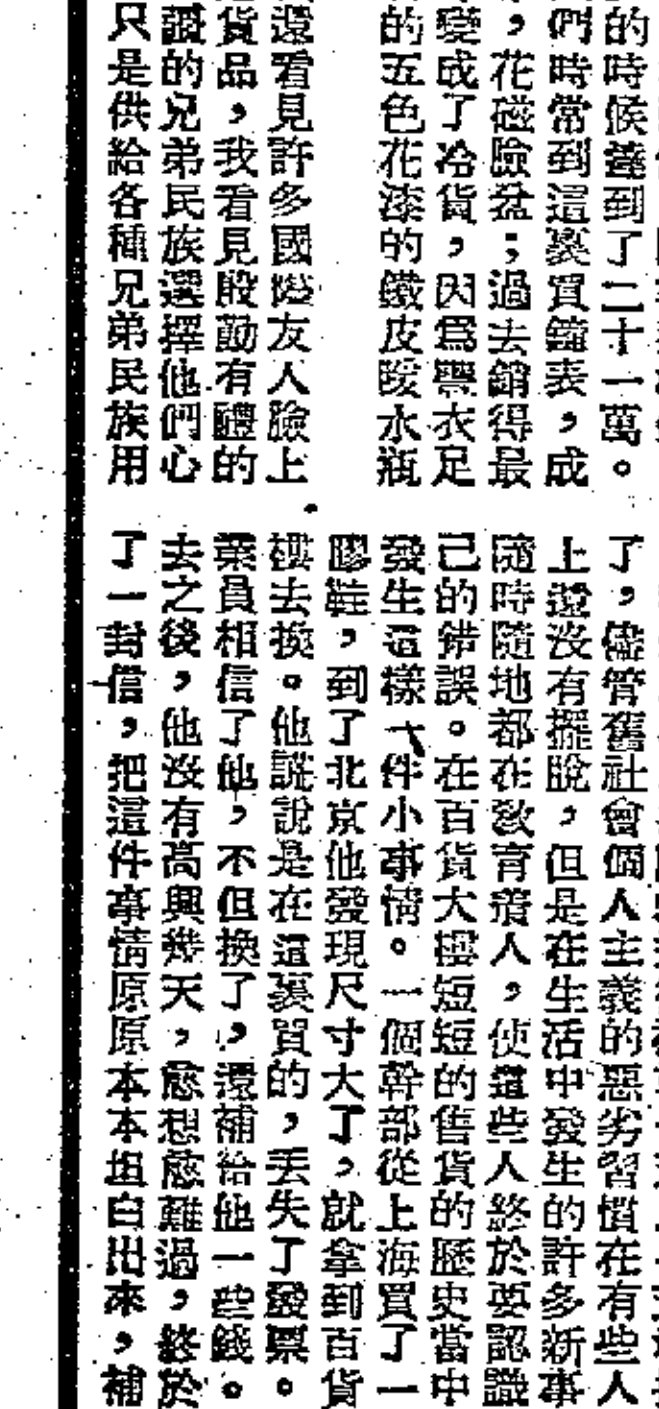 的時候達到了二十一萬。
們時常到這裏買鐘表，成
，花磁臉盆；過去銷得最
變成了冷貨，因爲豐衣足
的五色花漆的鐵皮暖水瓶
還看見許多國際友人臉上
貨品，我看見殷勤有禮的
的兄弟民族選擇他們心
只是供給各種兄弟民族用
了，儘管舊社會個人主義的惡劣習慣在有些人
上還沒有擺脫，但是在生活中發生的許多新事
隨時隨地都在教育着人，使這些人終於要認識
己的錯誤。在百貨大樓短短的售貨的歷史當中
發生這樣一件小事情。一個幹部從上海買了一
膠鞋，到了北京他發現尺寸大了，就拿到百貨
樓去換。他謊說是在這裏買的，丟失了發票。
業員相信了他，不但換了，還補給他一些錢。
去之後，他沒有高興幾天，愈想愈難過，終於
了一封信，把這件事情原原本本坦白出來，補